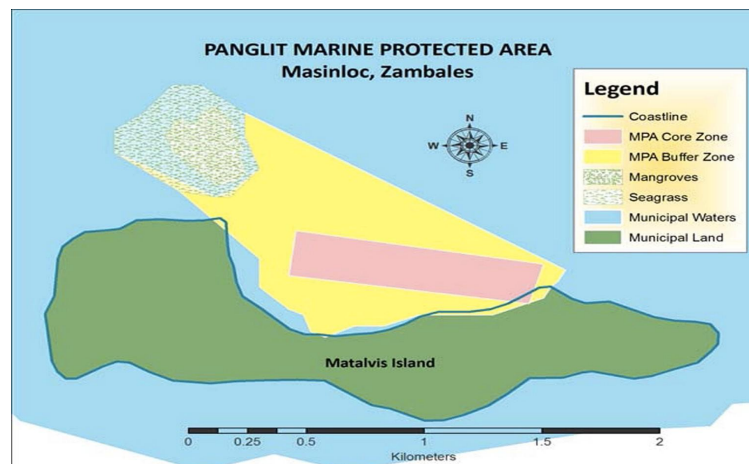 PANGLIT MARINE PROTECTED AREA
Masinloc, Zambales
N
W
E
S
Legend
Coastline
MPA Core Zone
MPA Buffer Zone
Mangroves
Seagrass
Municipal Waters
Municipal Land
Matalvis Island
0 0.25 0.5 1 1.5 2
Kilometers